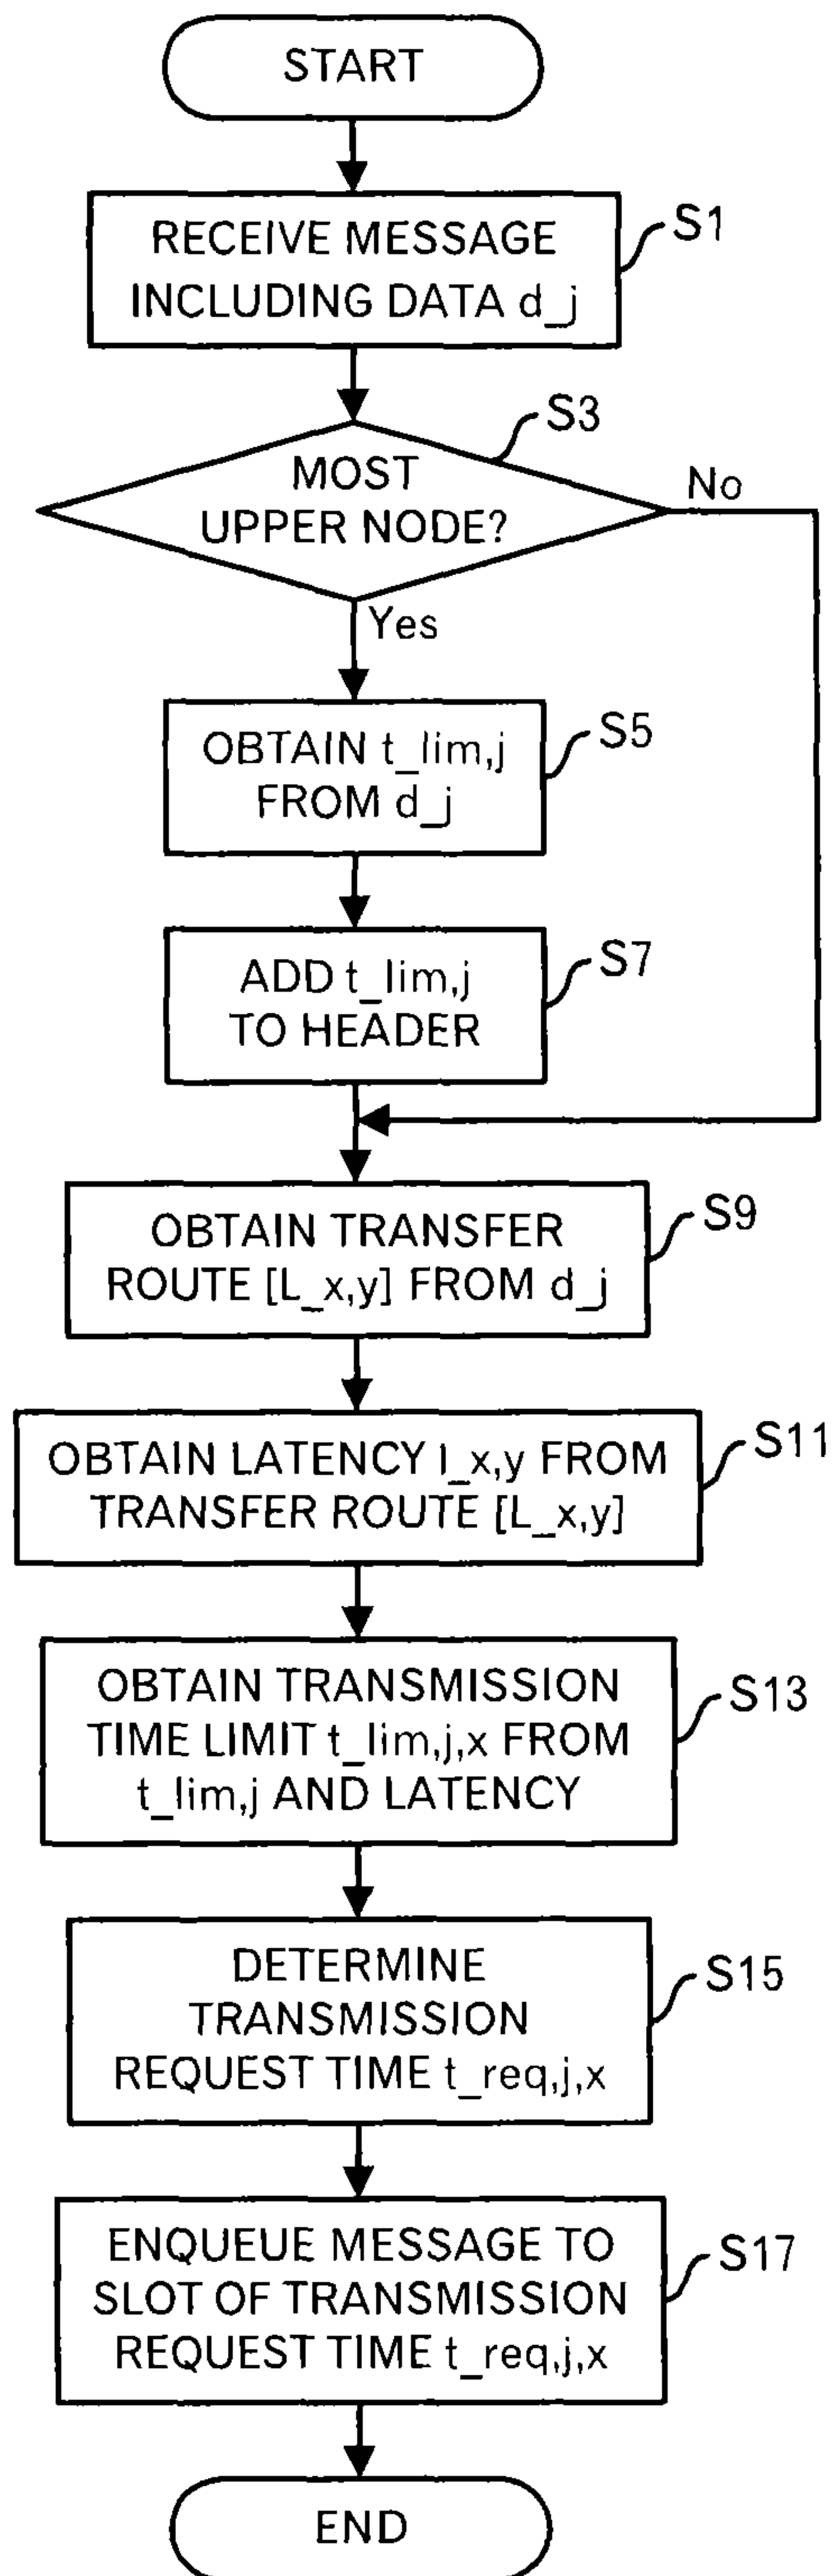 START
RECEIVE MESSAGE
INCLUDING DATA d_j
S1
S3
MOST
UPPER NODE?
No
Yes
OBTAIN t_lim,j
FROM d_j
S5
ADD t_lim,j
TO HEADER
S7
OBTAIN TRANSFER
ROUTE [L_x,y] FROM d_j
S9
OBTAIN LATENCY l_x,y FROM
TRANSFER ROUTE [L_x,y]
S11
OBTAIN TRANSMISSION
TIME LIMIT t_lim,j,x FROM
t_lim,j AND LATENCY
S13
DETERMINE
TRANSMISSION
REQUEST TIME t_req,j,x
S15
ENQUEUE MESSAGE TO
SLOT OF TRANSMISSION
REQUEST TIME t_req,j,x
S17
END